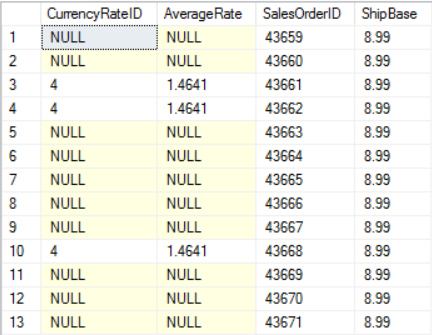 CurrencyRateID AverageRate SalesOrderID ShipBase
1 NULL NULL 43659 8.99
2 NULL NULL 43660 8.99
3 4 1.4641 43661 8.99
4 4 1.4641 43662 8.99
5 NULL NULL 43663 8.99
6 NULL NULL 43664 8.99
7 NULL NULL 43665 8.99
8 NULL NULL 43666 8.99
9 NULL NULL 43667 8.99
10 4 1.4641 43668 8.99
11 NULL NULL 43669 8.99
12 NULL NULL 43670 8.99
13 NULL NULL 43671 8.99